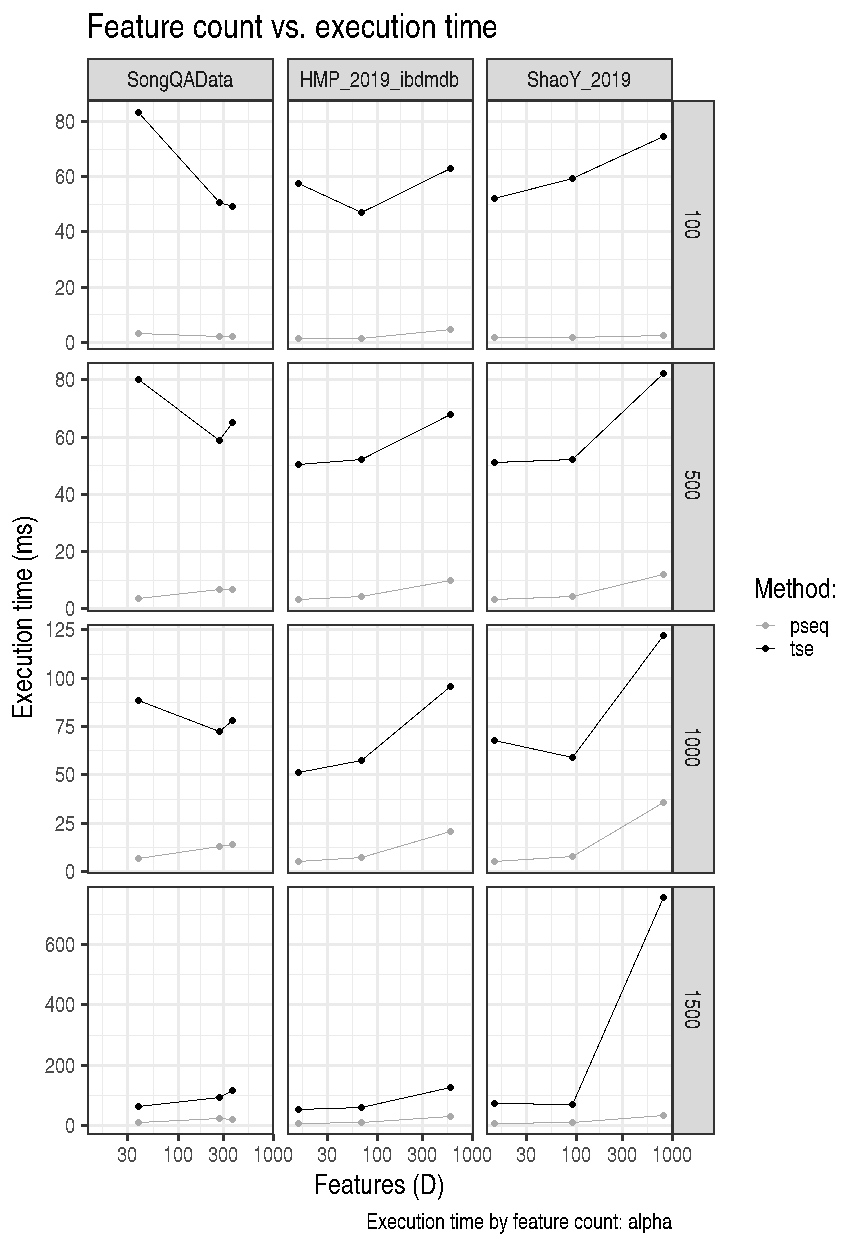 Feature count vs. execution time
SongQAData HMP_2019_ibdmdb ShaoY_2019
80
60
40
20
0
100
80
60
40
20
0
500
125
100
75
50
25
0
1000
600
400
200
0
1500
Execution time (ms)
30 100 300 1000 30 100 300 1000 30 100 300 1000
Features (D)
Method:
pseq
tse
Execution time by feature count: alpha